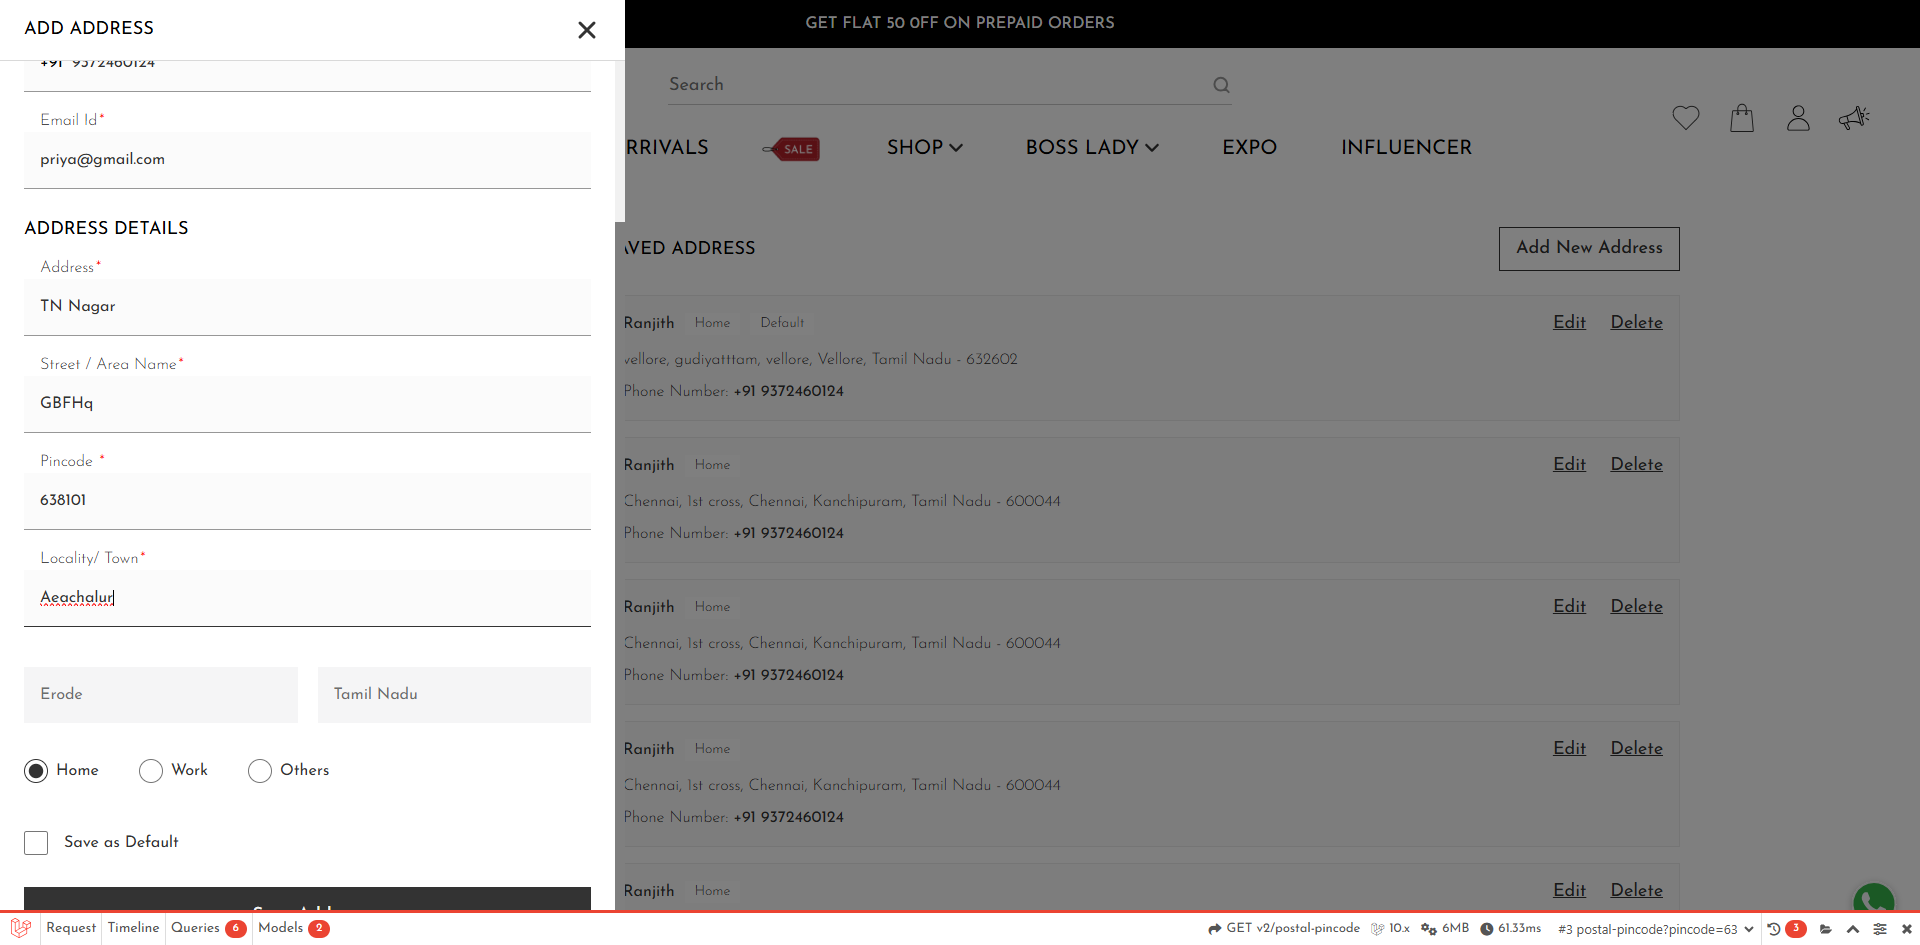 GET FLAT 50 OFF ON PREPAID ORDERS
ADD ADDRESS
+91 9372460124
Email Id*
priya@gmail.com
ADDRESS DETAILS
Address*
TN Nagar
Street / Area Name*
GBFHq
Pincode *
638101
Locality/ Town*
Aeachalur
Erode
Tamil Nadu
Home
Work
Others
Save as Default
Search
RRIVALS
SALE
SHOP
BOSS LADY
EXPO
INFLUENCER
AVED ADDRESS
Add New Address
Ranjith Home Default
Edit Delete
vellore, gudiyatttam, vellore, Vellore, Tamil Nadu - 632602
Phone Number: +91 9372460124
Ranjith Home
Edit Delete
Chennai, 1st cross, Chennai, Kanchipuram, Tamil Nadu - 600044
Phone Number: +91 9372460124
Ranjith Home
Edit Delete
Chennai, 1st cross, Chennai, Kanchipuram, Tamil Nadu - 600044
Phone Number: +91 9372460124
Ranjith Home
Edit Delete
Chennai, 1st cross, Chennai, Kanchipuram, Tamil Nadu - 600044
Phone Number: +91 9372460124
Ranjith Home
Edit Delete
Request Timeline Queries 6 Models 2
GET v2/postal-pincode 10.x 6MB 61.33ms #3 postal-pincode?pincode=63 3